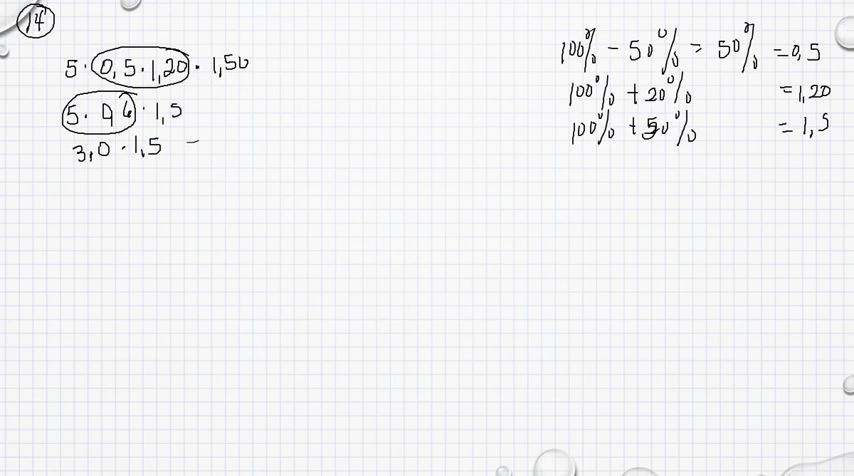 14
5 · 0,5 · 1,20 · 1,50
5 · 0,6 · 1,5
3,0 · 1,5 =
100% - 50% = 50% = 0,5
100% + 20% = 1,20
100% + 50% = 1,5